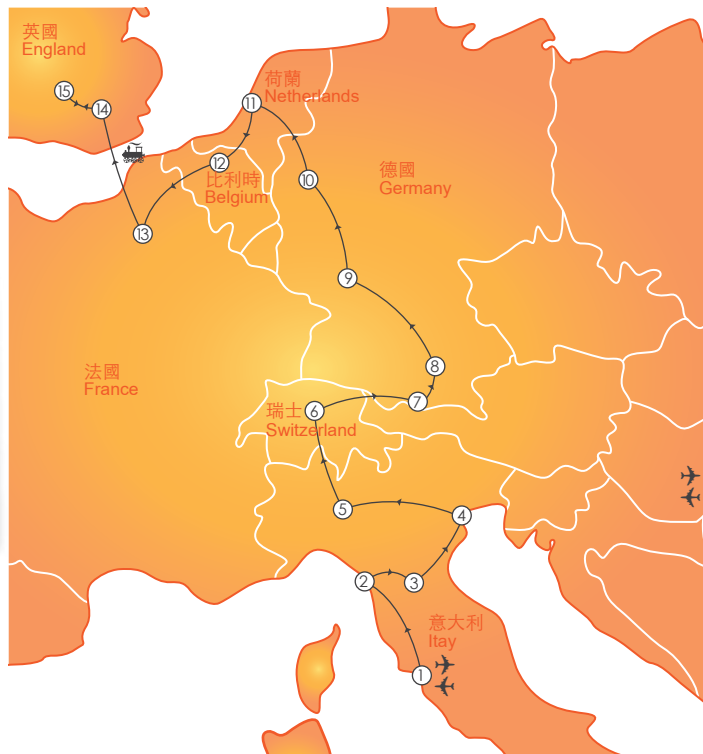 英國
England
15
14
荷蘭
Netherlands
11
12
比利時
Belgium
10
德國
Germany
13
9
法國
France
8
7
6
瑞士
Switzerland
5
4
2
3
意大利
Itay
1